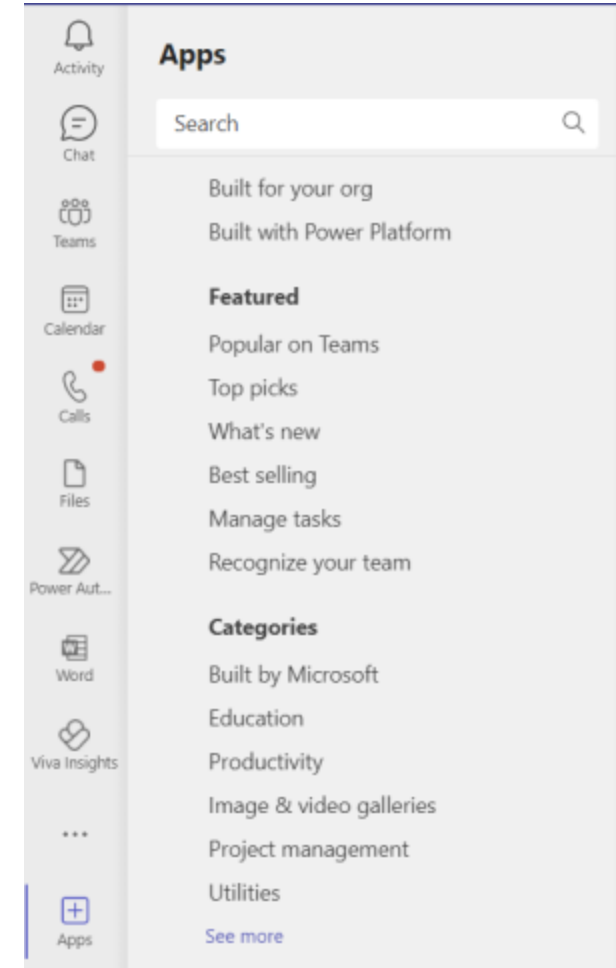 Activity
Chat
Teams
Calendar
Calls
Files
Power Aut...
Word
Viva Insights
...
Apps
Apps
Search
Built for your org
Built with Power Platform
Featured
Popular on Teams
Top picks
What's new
Best selling
Manage tasks
Recognize your team
Categories
Built by Microsoft
Education
Productivity
Image & video galleries
Project management
Utilities
See more